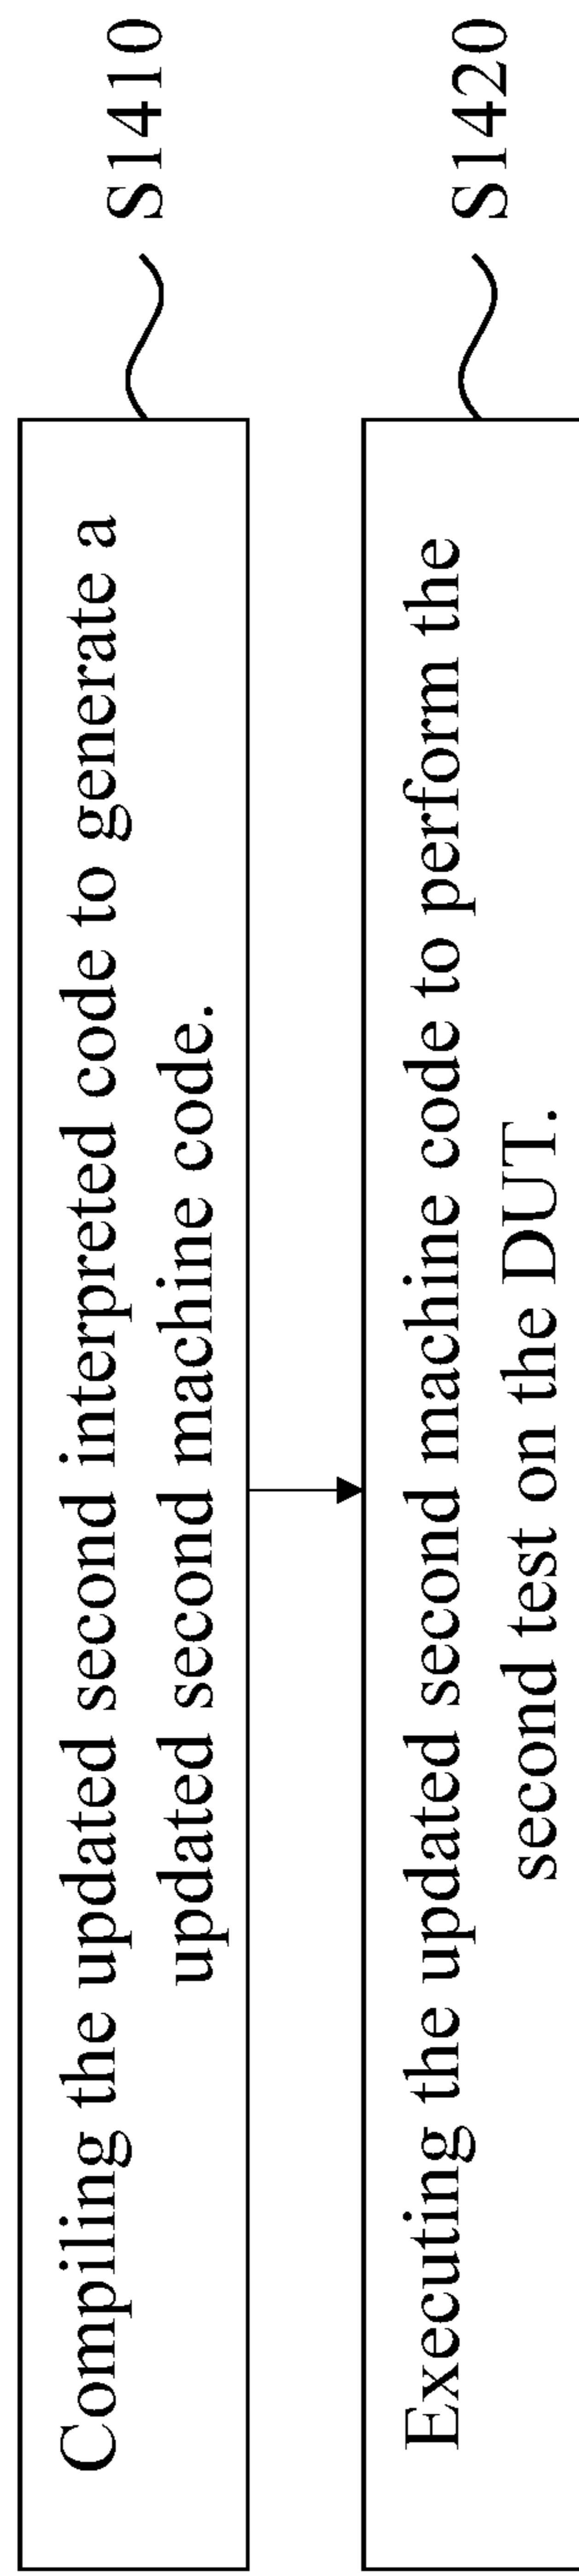 Compiling the updated second interpreted code to generate a
updated second machine code.
S1410
Executing the updated second machine code to perform the
second test on the DUT.
S1420